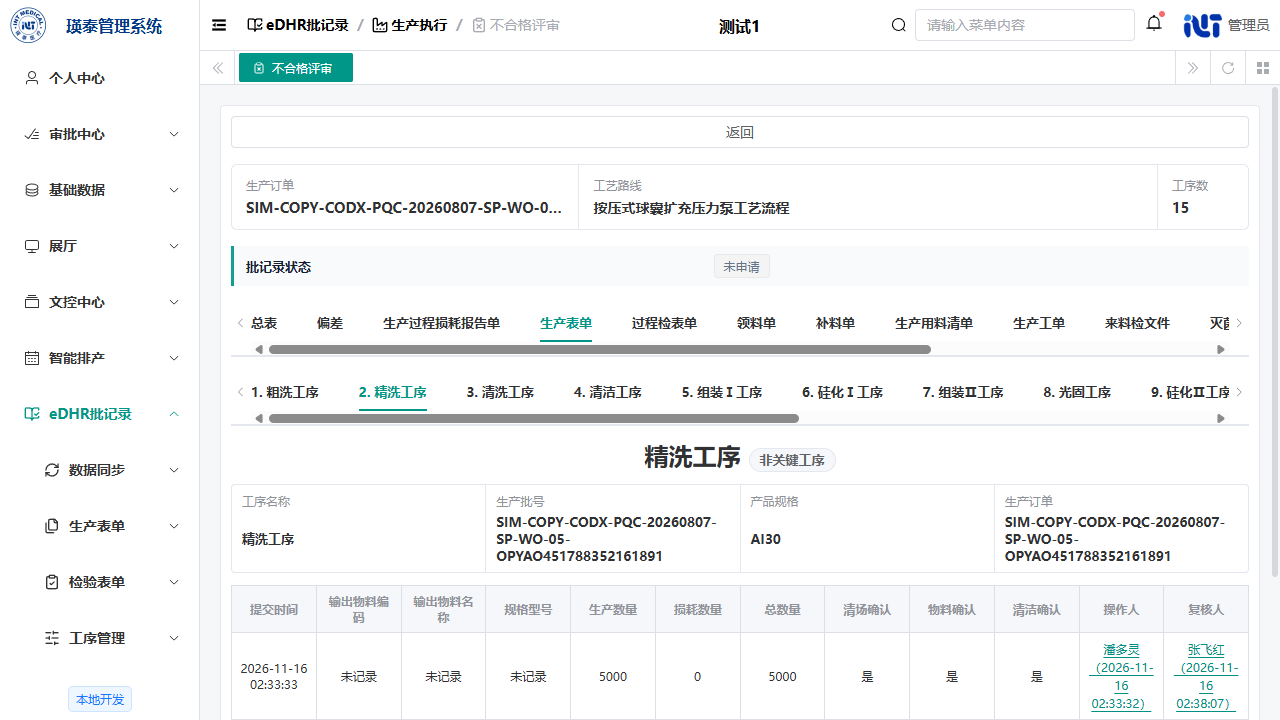 瑛泰管理系统
eDHR批记录 / 生产执行 / 不合格评审
测试1
请输入菜单内容
管理员
不合格评审
个人中心
审批中心
基础数据
展厅
文控中心
智能排产
eDHR批记录
数据同步
生产表单
检验表单
工序管理
本地开发
返回
生产订单
SIM-COPY-CODX-PQC-20260807-SP-WO-0...
工艺路线
按压式球囊扩充压力泵工艺流程
工序数
15
批记录状态
未申请
总表 偏差 生产过程损耗报告单 生产表单 过程检表单 领料单 补料单 生产用料清单 生产工单 来料检文件 灭菌
1. 粗洗工序 2. 精洗工序 3. 清洗工序 4. 清洁工序 5. 组装Ⅰ工序 6. 硅化Ⅰ工序 7. 组装Ⅱ工序 8. 光固工序 9. 硅化Ⅱ工序
精洗工序 非关键工序
工序名称
精洗工序
生产批号
SIM-COPY-CODX-PQC-20260807-
SP-WO-05-
OPYAO451788352161891
产品规格
AI30
生产订单
SIM-COPY-CODX-PQC-20260807-
SP-WO-05-
OPYAO451788352161891
提交时间 输出物料编码 输出物料名称 规格型号 生产数量 损耗数量 总数量 清场确认 物料确认 清洁确认 操作人 复核人
2026-11-16
02:33:33
未记录 未记录 未记录 5000 0 5000 是 是 是
潘多灵
（2026-11-
16
02:33:32）
张飞红
（2026-11-
16
02:38:07）